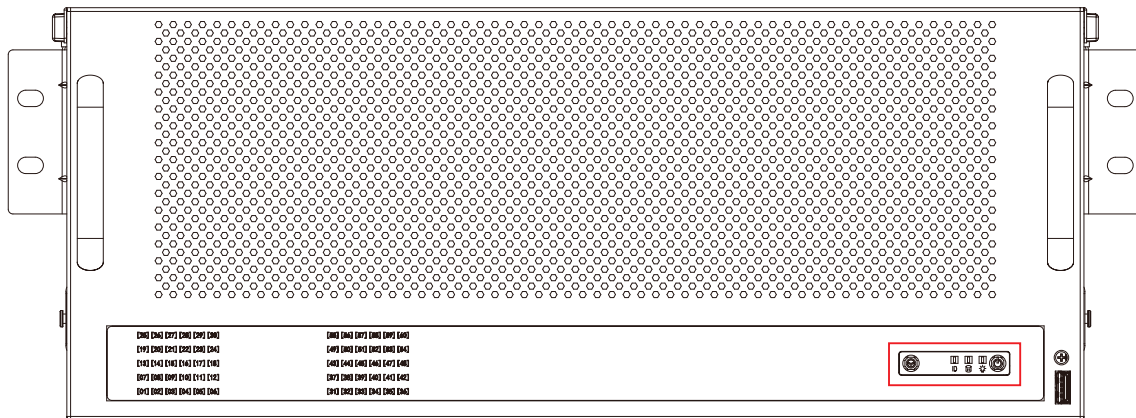 [25] [26] [27] [28] [29] [30]
[19] [20] [21] [22] [23] [24]
[13] [14] [15] [16] [17] [18]
[07] [08] [09] [10] [11] [12]
[01] [02] [03] [04] [05] [06]
[55] [56] [57] [58] [59] [60]
[49] [50] [51] [52] [53] [54]
[43] [44] [45] [46] [47] [48]
[37] [38] [39] [40] [41] [42]
[31] [32] [33] [34] [35] [36]